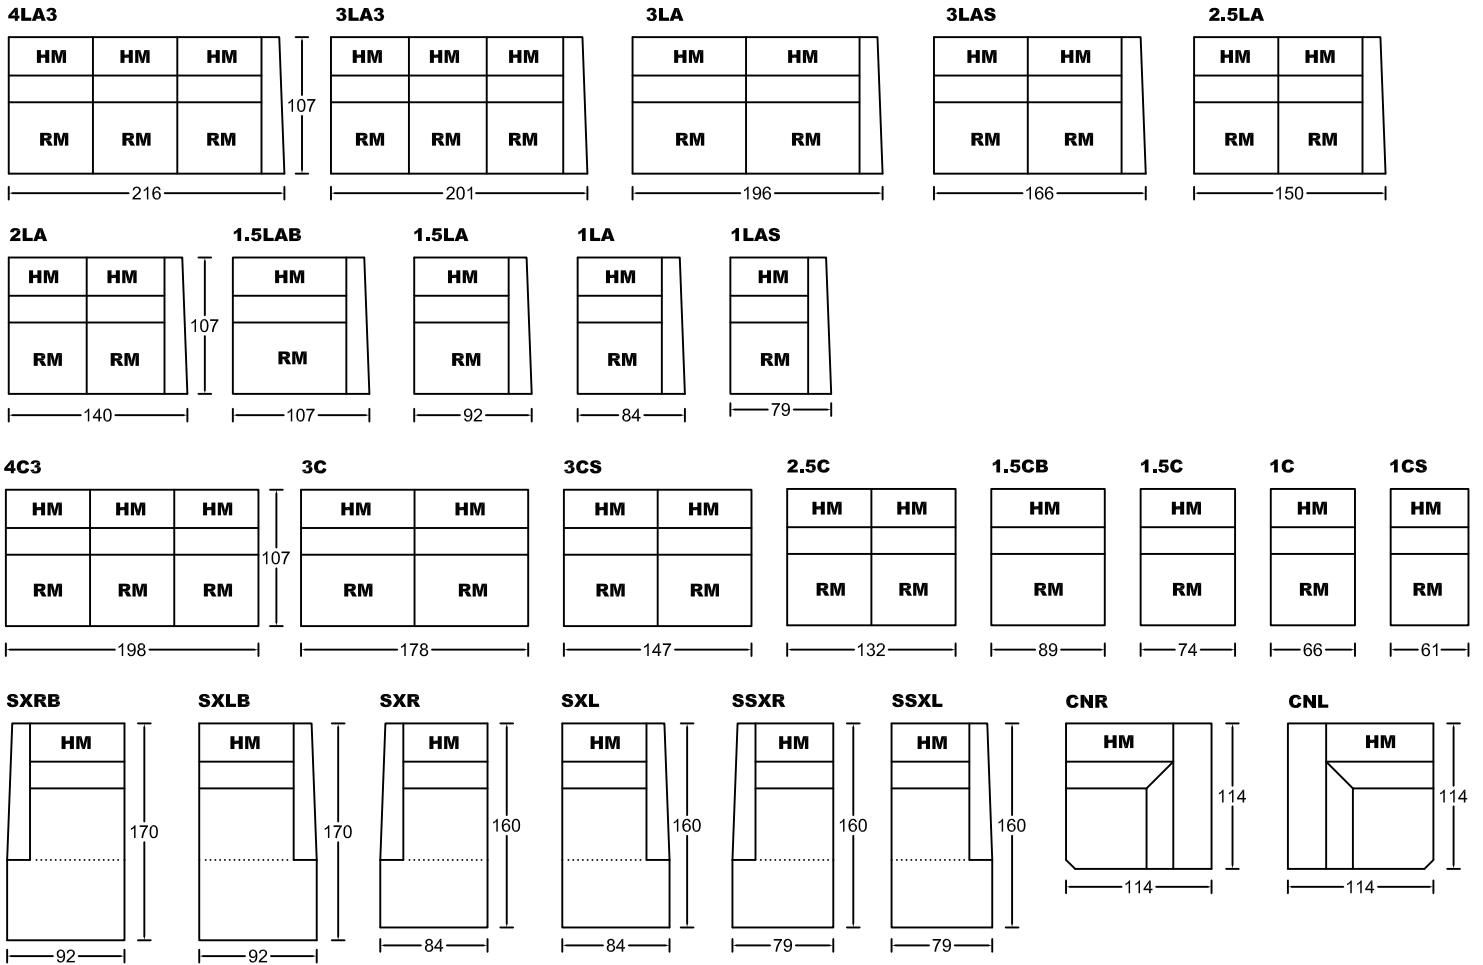 4LA3 3LA3 3LA 3LAS 2.5LA
HM HM HM HM HM HM HM HM HM HM HM HM
107
RM RM RM RM RM RM RM RM RM RM RM RM
216 201 196 166 150
2LA 1.5LAB 1.5LA 1LA 1LAS
HM HM HM HM HM HM
107
RM RM RM RM RM RM
140 107 92 84 79
4C3 3C 3CS 2.5C 1.5CB 1.5C 1C 1CS
HM HM HM HM HM HM HM HM HM HM HM HM HM
107
RM RM RM RM RM RM RM RM RM RM RM RM RM
198 178 147 132 89 74 66 61
SXRB SXLB SXR SXL SSXR SSXL CNR CNL
HM HM HM HM HM HM HM HM
114 114
170 170 160 160 160 160
114 114
92 92 84 84 79 79